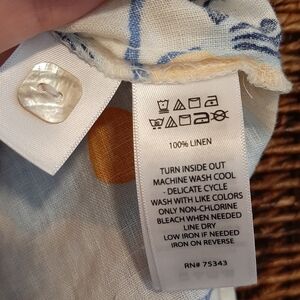 100% LINEN
TURN INSIDE OUT
MACHINE WASH COOL
- DELICATE CYCLE
WASH WITH LIKE COLORS
ONLY NON-CHLORINE
BLEACH WHEN NEEDED
LINE DRY
LOW IRON IF NEEDED
IRON ON REVERSE
RN# 75343